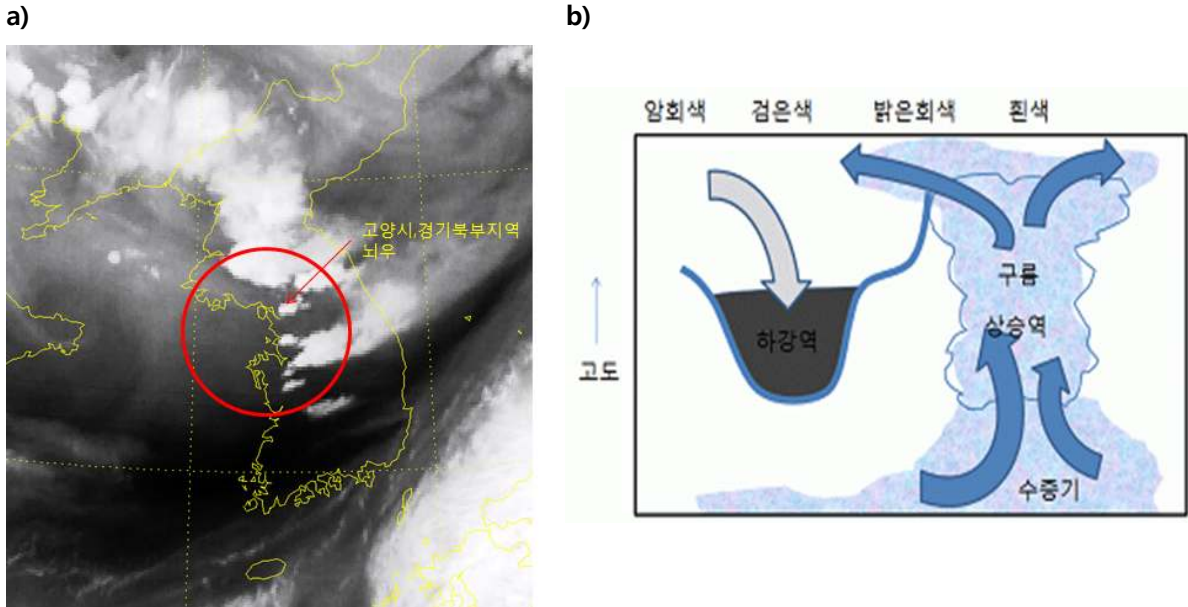 a)
고양시,경기북부지역
뇌우
b)
암회색 검은색 밝은회색 흰색
고도
하강역
구름
상승역
수증기